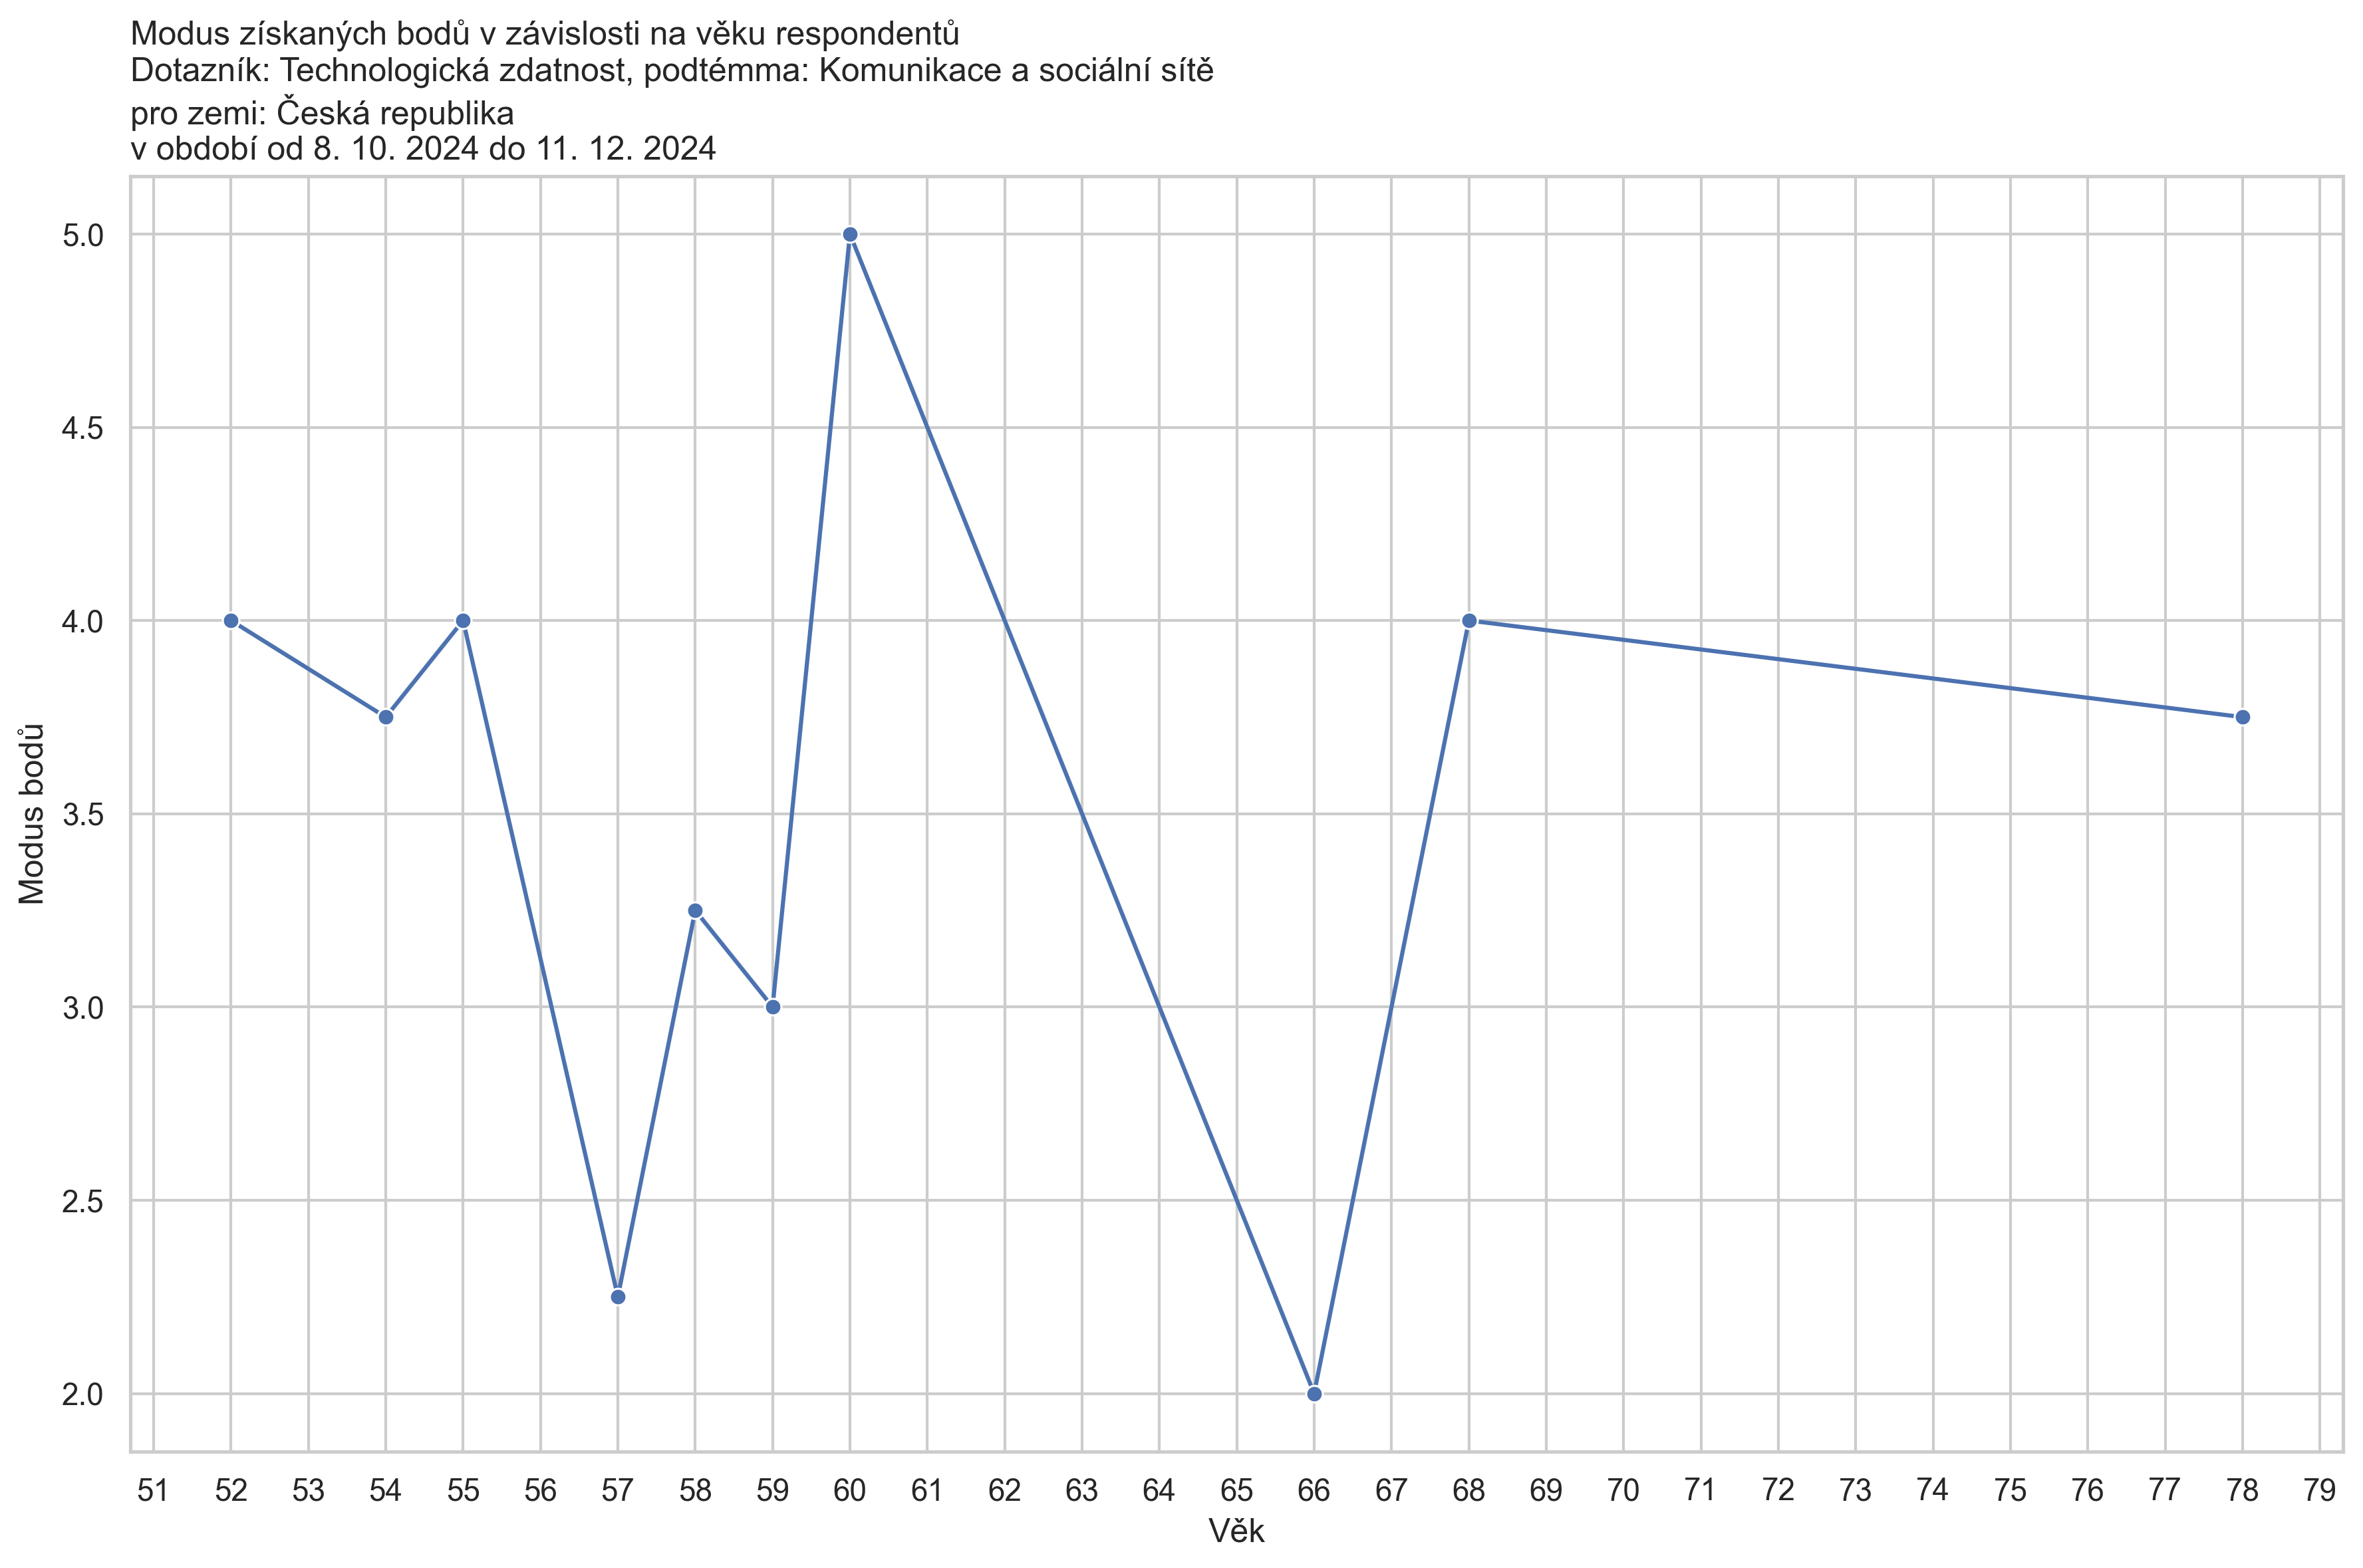 Modus získaných bodů v závislosti na věku respondentů
Dotazník: Technologická zdatnost, podtémma: Komunikace a sociální sítě
pro zemi: Česká republika
v období od 8. 10. 2024 do 11. 12. 2024
Modus bodů
5.0
4.5
4.0
3.5
3.0
2.5
2.0
51 52 53 54 55 56 57 58 59 60 61 62 63 64 65 66 67 68 69 70 71 72 73 74 75 76 77 78 79
Věk